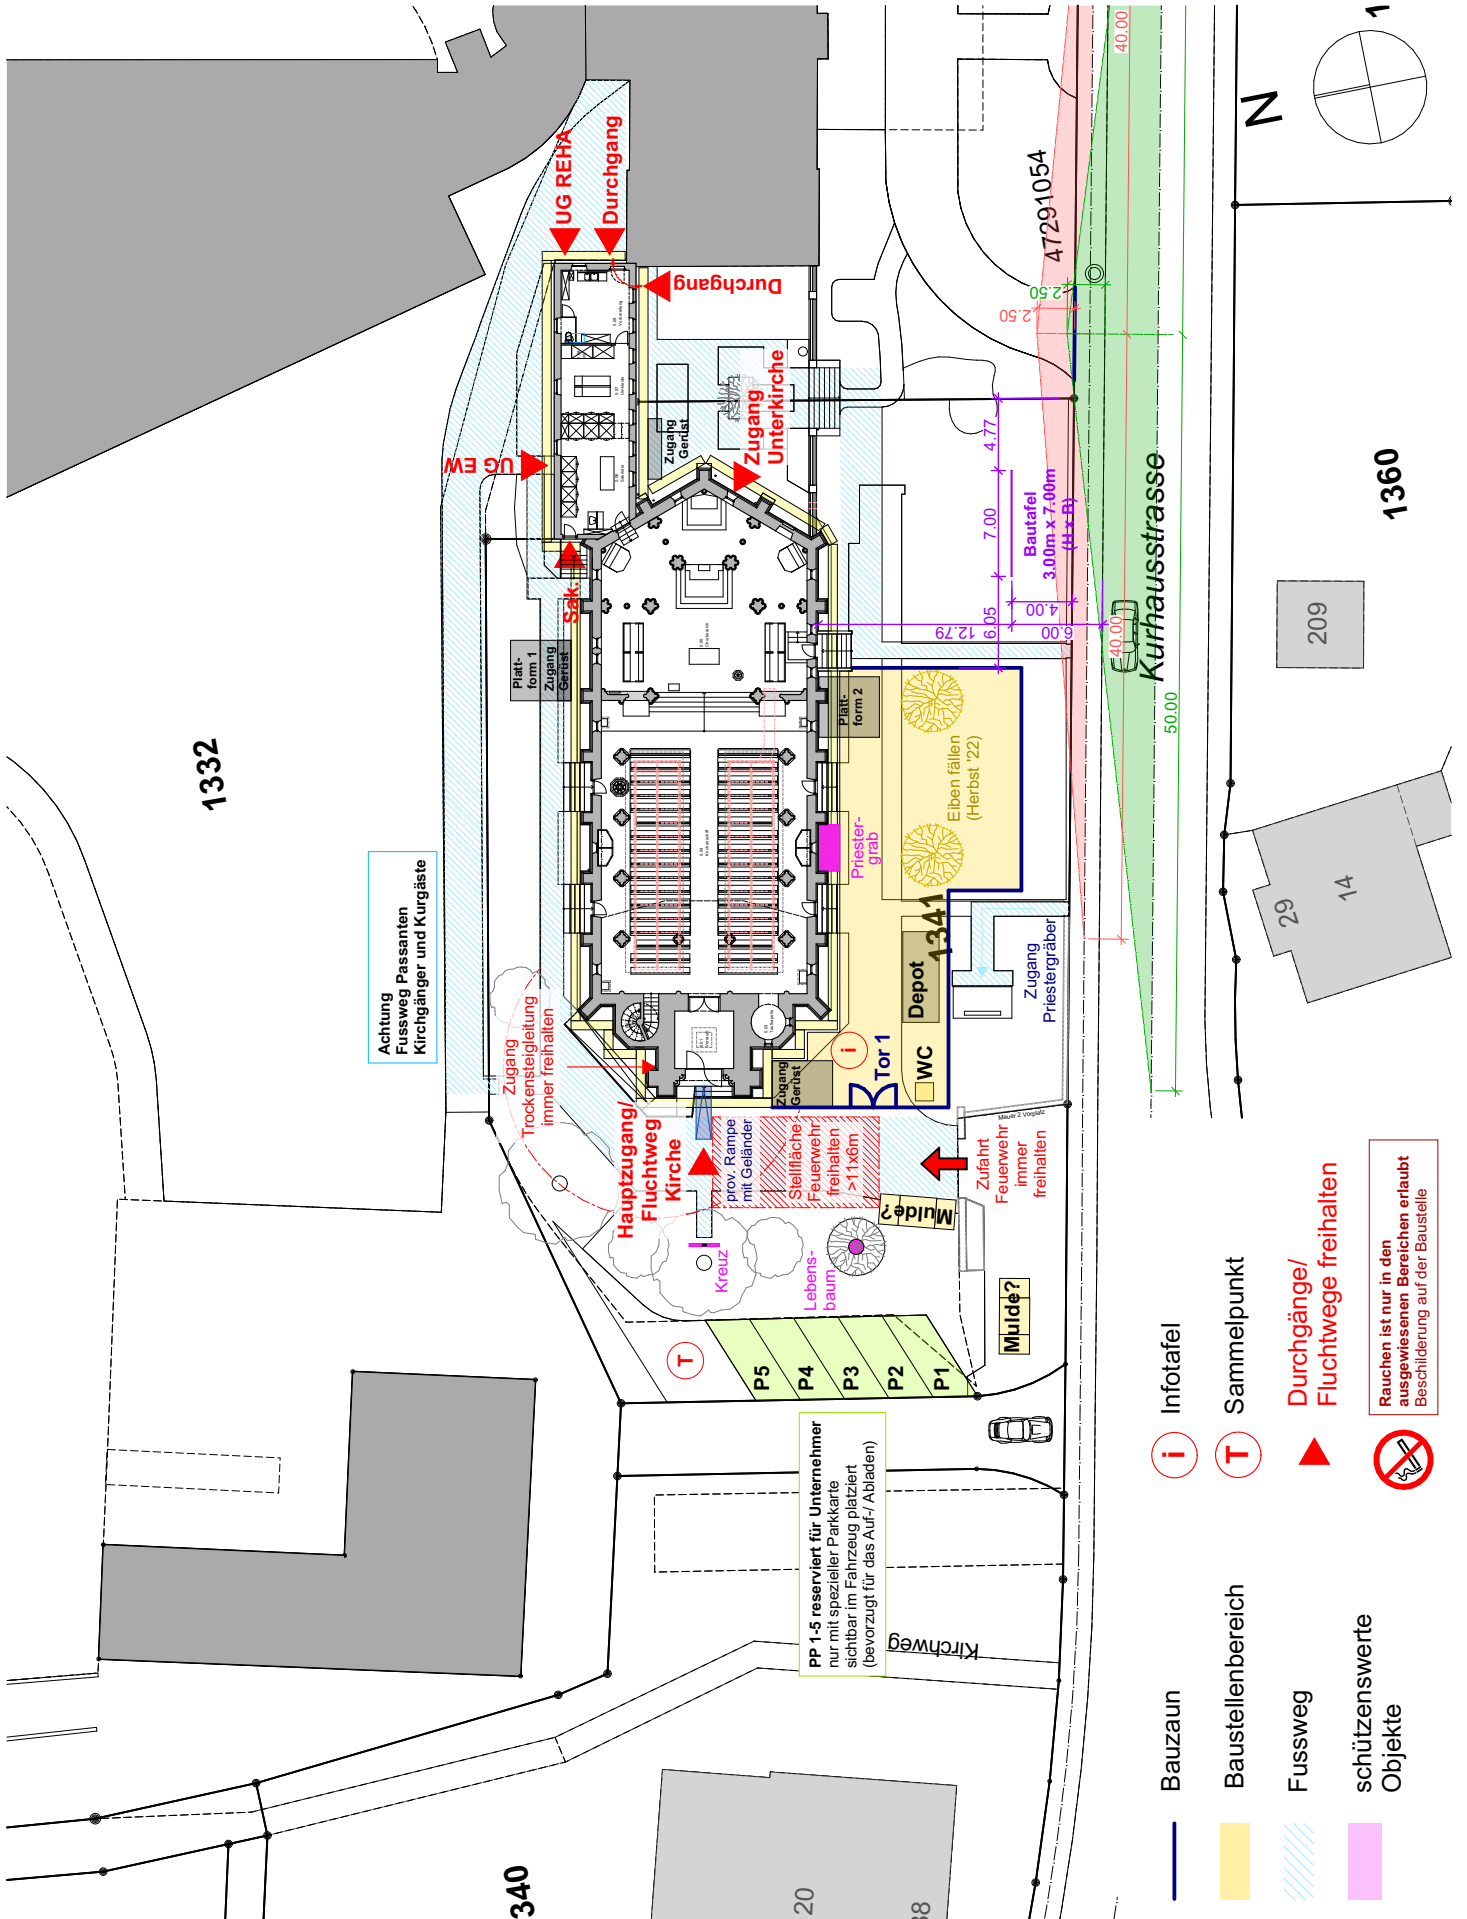 UG REHA
Durchgang
Durchgang
UG EW
Zugang
Gerüst
Zugang
Unterkirche
Sak.
Platt-
form 1
Zugang
Gerüst
Platt-
form 2
1332
Achtung
Fussweg Passanten
Kirchgänger und Kurgäste
Zugang
Trockensteigleitung
immer freihalten
Hauptzugang/
Fluchtweg
Kirche
prov. Rampe
mit Geländer
Stellfläche
Feuerwehr
freihalten
>11x6m
Zugang
Gerüst
i
Tor 1
WC
Depot
1341
Priester-
grab
Eiben fällen
(Herbst '22)
Zugang
Priestergräber
Mauer 2 Vorplatz
Zufahrt
Feuerwehr
immer
freihalten
Mulde?
Mulde?
Kreuz
Lebens-
baum
T
P5
P4
P3
P2
P1
PP 1-5 reserviert für Unternehmer
nur mit spezieller Parkkarte
sichtbar im Fahrzeug platziert
(bevorzugt für das Auf-/ Abladen)
Kirchweg
340
20
38
N
47291054
40.00
2.50
2.50
4.77
7.00
6.05
12.79
4.00
6.00
Bautafel
3.00m x 7.00m
(H x B)
40.00
50.00
Kurhausstrasse
1360
209
29
14
i Infotafel
T Sammelpunkt
Durchgänge/
Fluchtwege freihalten
Rauchen ist nur in den
ausgewiesenen Bereichen erlaubt
Beschilderung auf der Baustelle
Bauzaun
Baustellenbereich
Fussweg
schützenswerte
Objekte